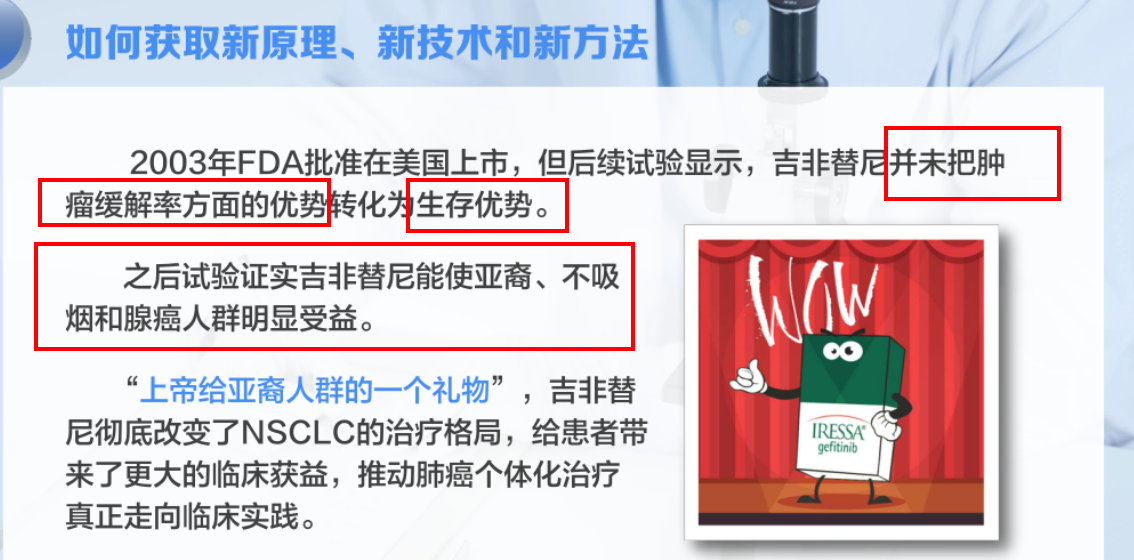 如何获取新原理、新技术和新方法
2003年FDA批准在美国上市，但后续试验显示，吉非替尼并未把肿
瘤缓解率方面的优势转化为生存优势。
之后试验证实吉非替尼能使亚裔、不吸
烟和腺癌人群明显受益。
“上帝给亚裔人群的一个礼物”，吉非替
尼彻底改变了NSCLC的治疗格局，给患者带
来了更大的临床获益，推动肺癌个体化治疗
真正走向临床实践。
WOW
IRESSA®
gefitinib